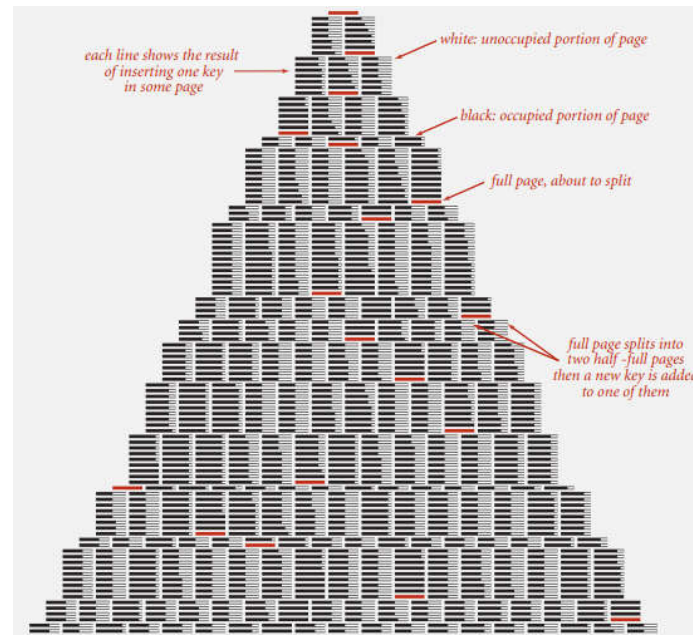 white: unoccupied portion of page
each line shows the result
of inserting one key
in some page
black: occupied portion of page
full page, about to split
full page splits into
two half -full pages
then a new key is added
to one of them